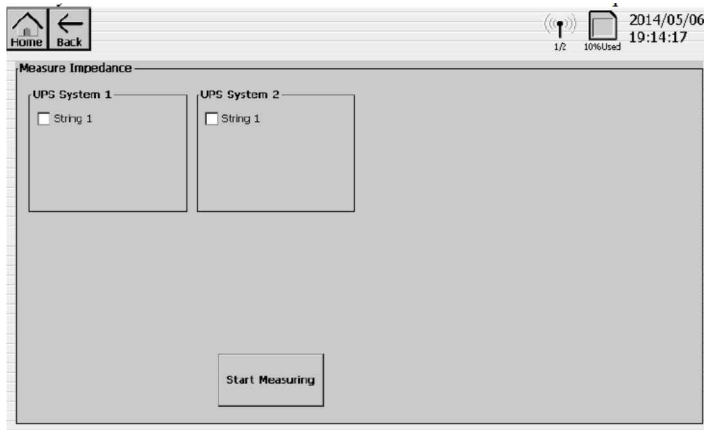 Home Back
1/2 10%Used
2014/05/06
19:14:17
Measure Impedance
UPS System 1
String 1
UPS System 2
String 1
Start Measuring